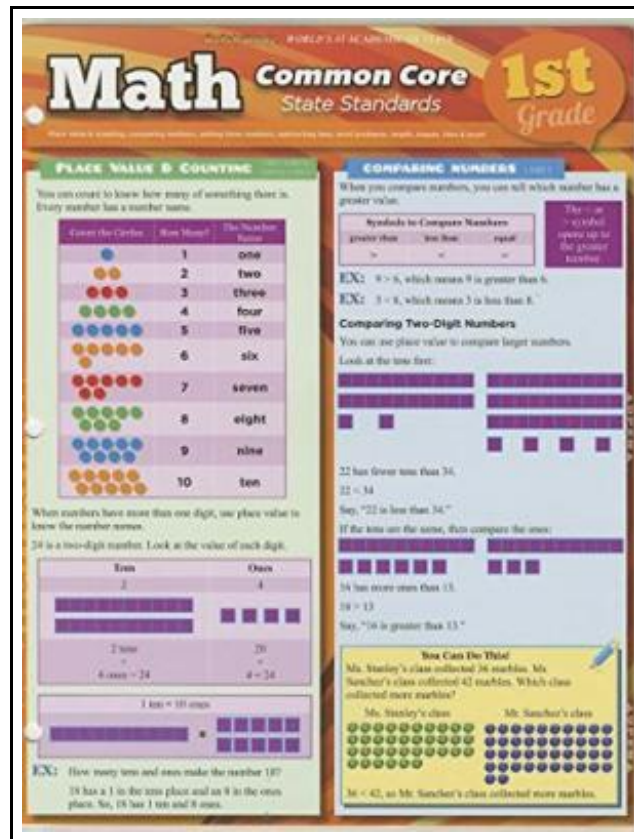 Math Common Core
State Standards
1st
Grade
PLACE VALUE & COUNTING
You can count to know how many of something there is.
Every number has a number name.
Count the Circles How Many? The Number Name
1 one
2 two
3 three
4 four
5 five
6 six
7 seven
8 eight
9 nine
10 ten
When numbers have more than one digit, use place value to
know the number names.
24 is a two-digit number. Look at the value of each digit.
Tens Ones
2 4
2 tens 20
+ +
4 = 24
1 ten = 10 ones
=
EX: How many tens and ones make the number 18?
18 has a 1 in the tens place and an 8 in the ones
place. So, 18 has 1 ten and 8 ones.
COMPARING NUMBERS
When you compare numbers, you can tell which number has a
greater value.
Symbols to Compare Numbers
greater than less than equal
> < =
The < or
> symbol
opens up to
the greater
number
EX: 9 > 6, which means 9 is greater than 6.
EX: 3 < 8, which means 3 is less than 8.
Comparing Two-Digit Numbers
You can use place value to compare larger numbers.
Look at the tens first:
22 has fewer tens than 34.
22 < 34
Say, "22 is less than 34."
If the tens are the same, then compare the ones:
16 has more ones than 13.
16 > 13
Say, "16 is greater than 13."
You Can Do This!
Ms. Stanley's class collected 36 marbles. Mr.
Sanchez's class collected 42 marbles. Which class
collected more marbles?
Ms. Stanley's class Mr. Sanchez's class
36 < 42, so Mr. Sanchez's class collected more marbles.